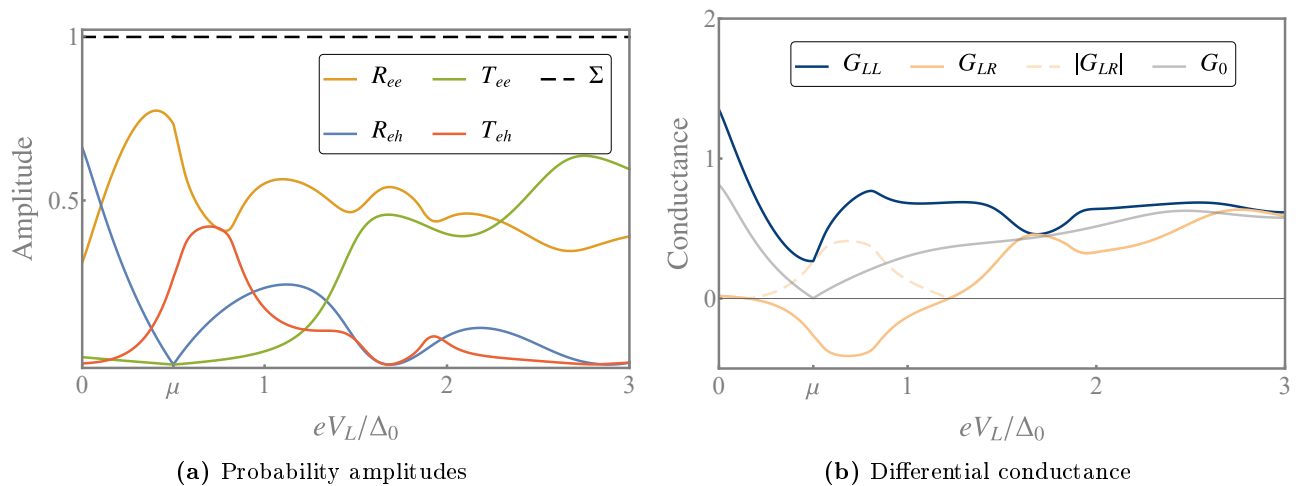 1
0.5
0
μ
1
2
3
Amplitude
eV_L/Δ_0
R_ee
T_ee
Σ
R_eh
T_eh
(a) Probability amplitudes
2
1
0
0
μ
1
2
3
Conductance
eV_L/Δ_0
G_LL
G_LR
|G_LR|
G_0
(b) Differential conductance